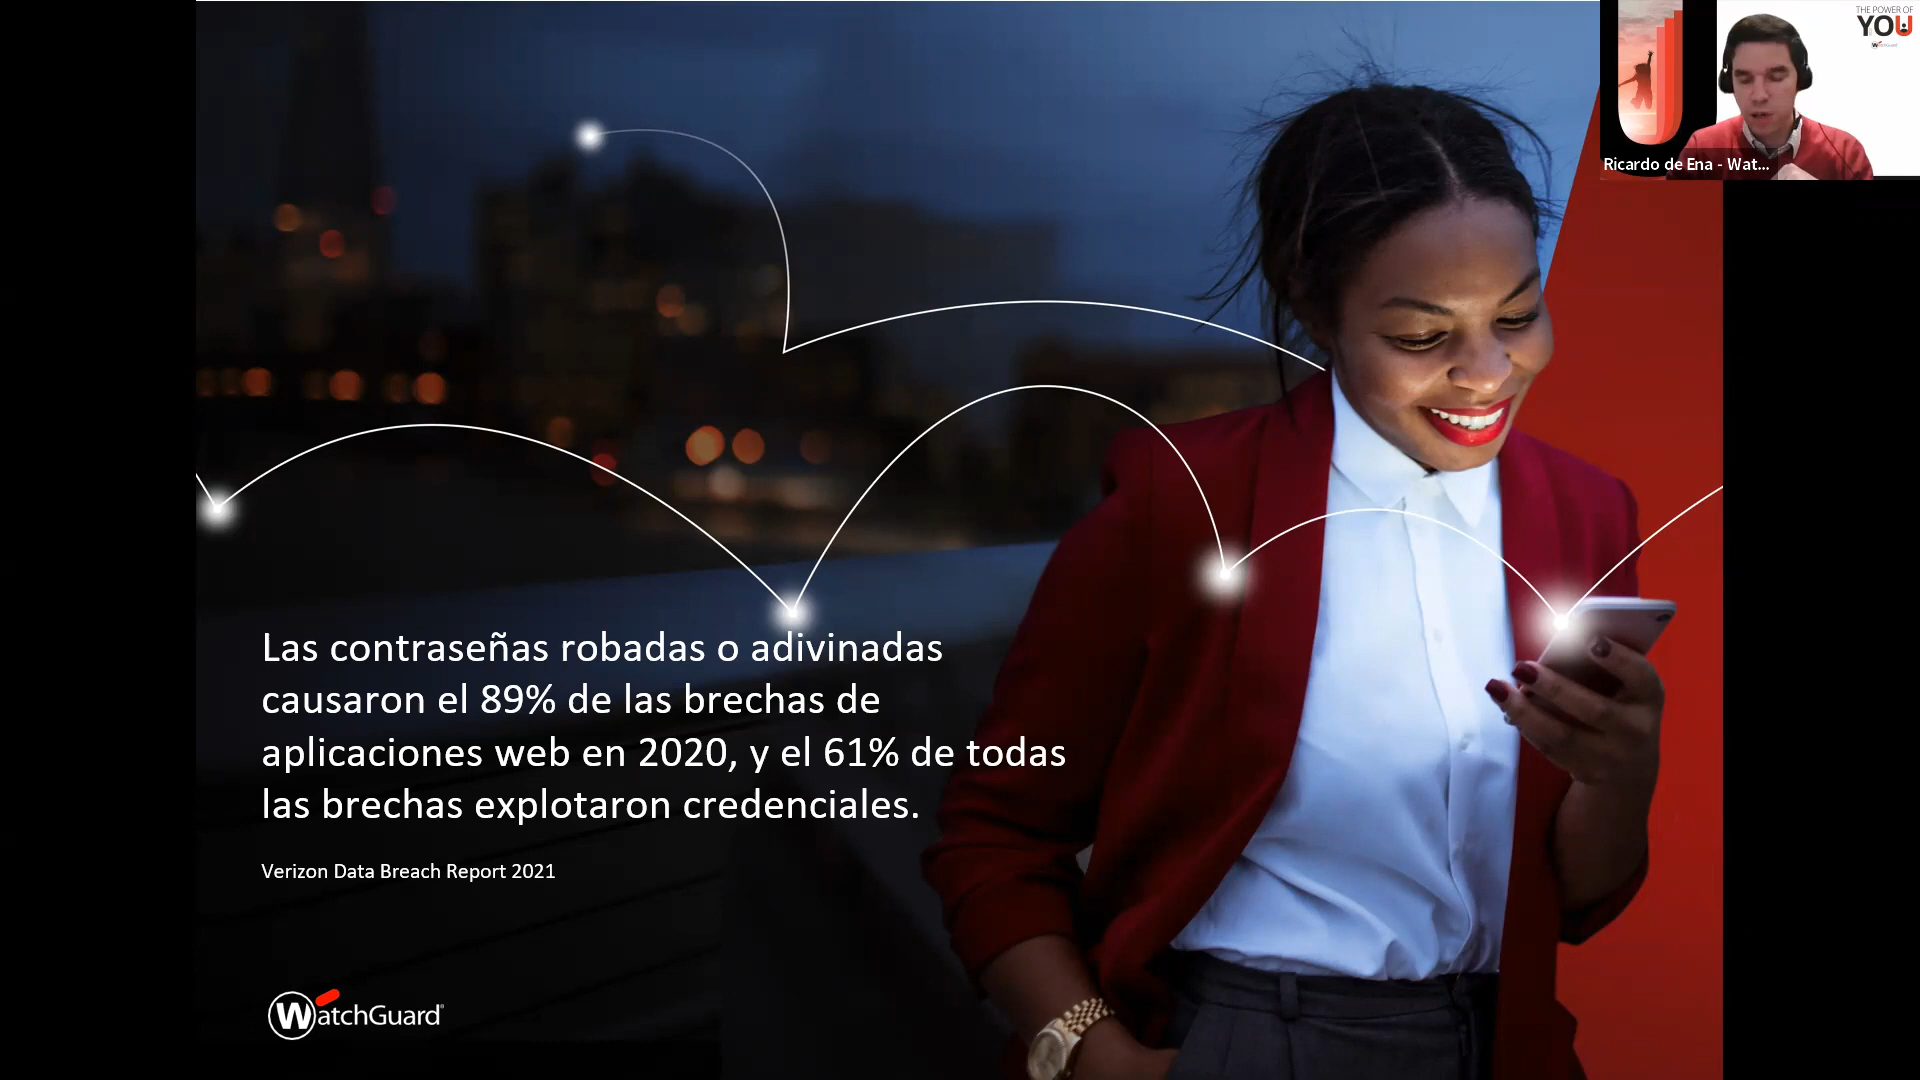 THE POWER OF
YOU
WatchGuard
Ricardo de Ena - Wat...
Las contraseñas robadas o adivinadas
causaron el 89% de las brechas de
aplicaciones web en 2020, y el 61% de todas
las brechas explotaron credenciales.
Verizon Data Breach Report 2021
WatchGuard